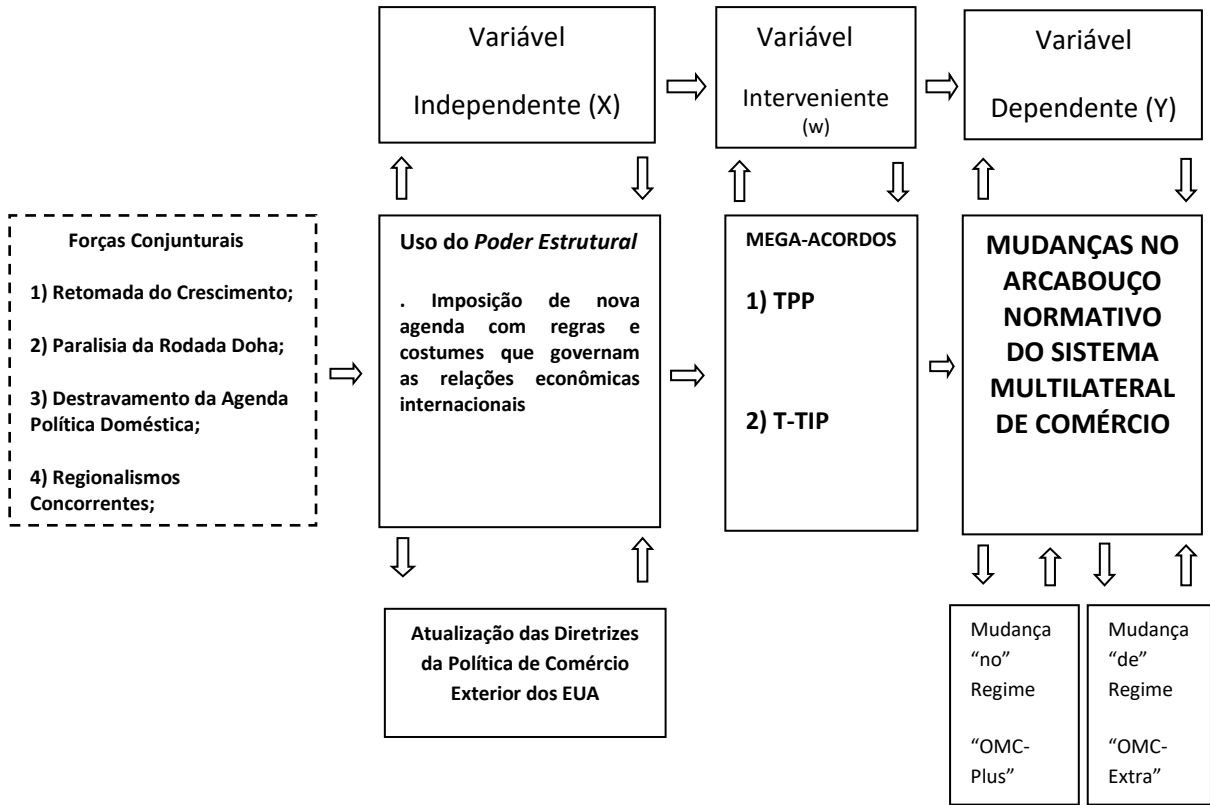 Variável
Independente (X)
Variável
Interveniente
(w)
Variável
Dependente (Y)
Forças Conjunturais
1) Retomada do Crescimento;
2) Paralisia da Rodada Doha;
3) Destravamento da Agenda
Política Doméstica;
4) Regionalismos
Concorrentes;
Uso do Poder Estrutural
. Imposição de nova
agenda com regras e
costumes que governam
as relações econômicas
internacionais
MEGA-ACORDOS
1) TPP
2) T-TIP
MUDANÇAS NO
ARCABOUÇO
NORMATIVO
DO SISTEMA
MULTILATERAL
DE COMÉRCIO
Atualização das Diretrizes
da Política de Comércio
Exterior dos EUA
Mudança
“no”
Regime
“OMC-
Plus”
Mudança
“de”
Regime
“OMC-
Extra”